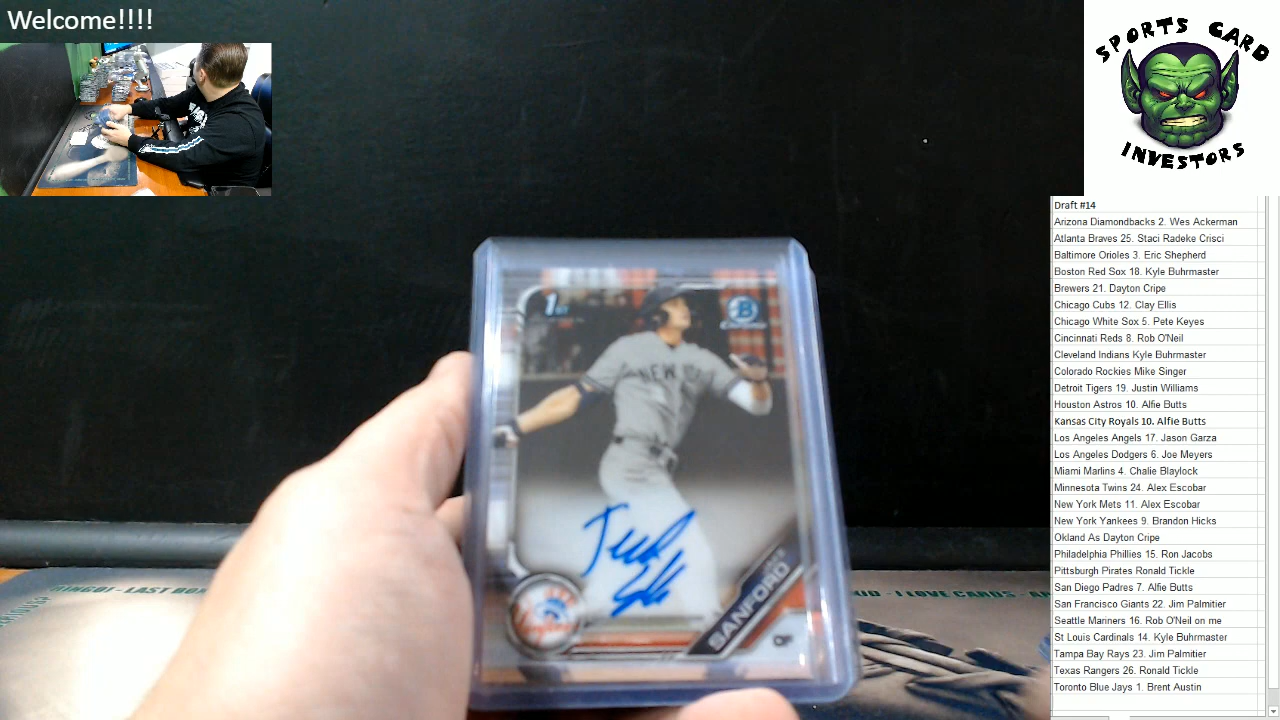 Welcome!!!!
SPORTS CARD
INVESTORS
Draft #14
Arizona Diamondbacks 2. Wes Ackerman
Atlanta Braves 25. Staci Radeke Crisci
Baltimore Orioles 3. Eric Shepherd
Boston Red Sox 18. Kyle Buhrmaster
Brewers 21. Dayton Cripe
Chicago Cubs 12. Clay Ellis
Chicago White Sox 5. Pete Keyes
Cincinnati Reds 8. Rob O'Neil
Cleveland Indians Kyle Buhrmaster
Colorado Rockies Mike Singer
Detroit Tigers 19. Justin Williams
Houston Astros 10. Alfie Butts
Kansas City Royals 10. Alfie Butts
Los Angeles Angels 17. Jason Garza
Los Angeles Dodgers 6. Joe Meyers
Miami Marlins 4. Chalie Blaylock
Minnesota Twins 24. Alex Escobar
New York Mets 11. Alex Escobar
New York Yankees 9. Brandon Hicks
Okland As Dayton Cripe
Philadelphia Phillies 15. Ron Jacobs
Pittsburgh Pirates Ronald Tickle
San Diego Padres 7. Alfie Butts
San Francisco Giants 22. Jim Palmitier
Seattle Mariners 16. Rob O'Neil on me
St Louis Cardinals 14. Kyle Buhrmaster
Tampa Bay Rays 23. Jim Palmitier
Texas Rangers 26. Ronald Tickle
Toronto Blue Jays 1. Brent Austin
1ST
B
NEW
SANFORD
OF
- I LOVE CARDS -